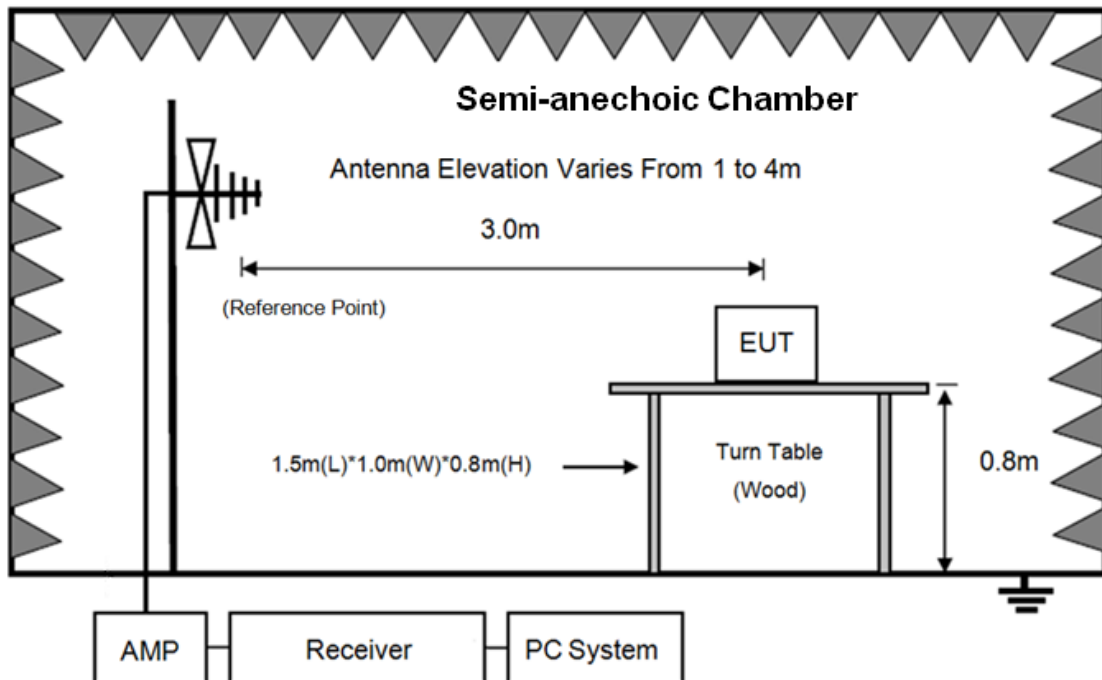 Semi-anechoic Chamber
Antenna Elevation Varies From 1 to 4m
3.0m
(Reference Point)
EUT
1.5m(L)*1.0m(W)*0.8m(H)
Turn Table
(Wood)
0.8m
AMP
Receiver
PC System